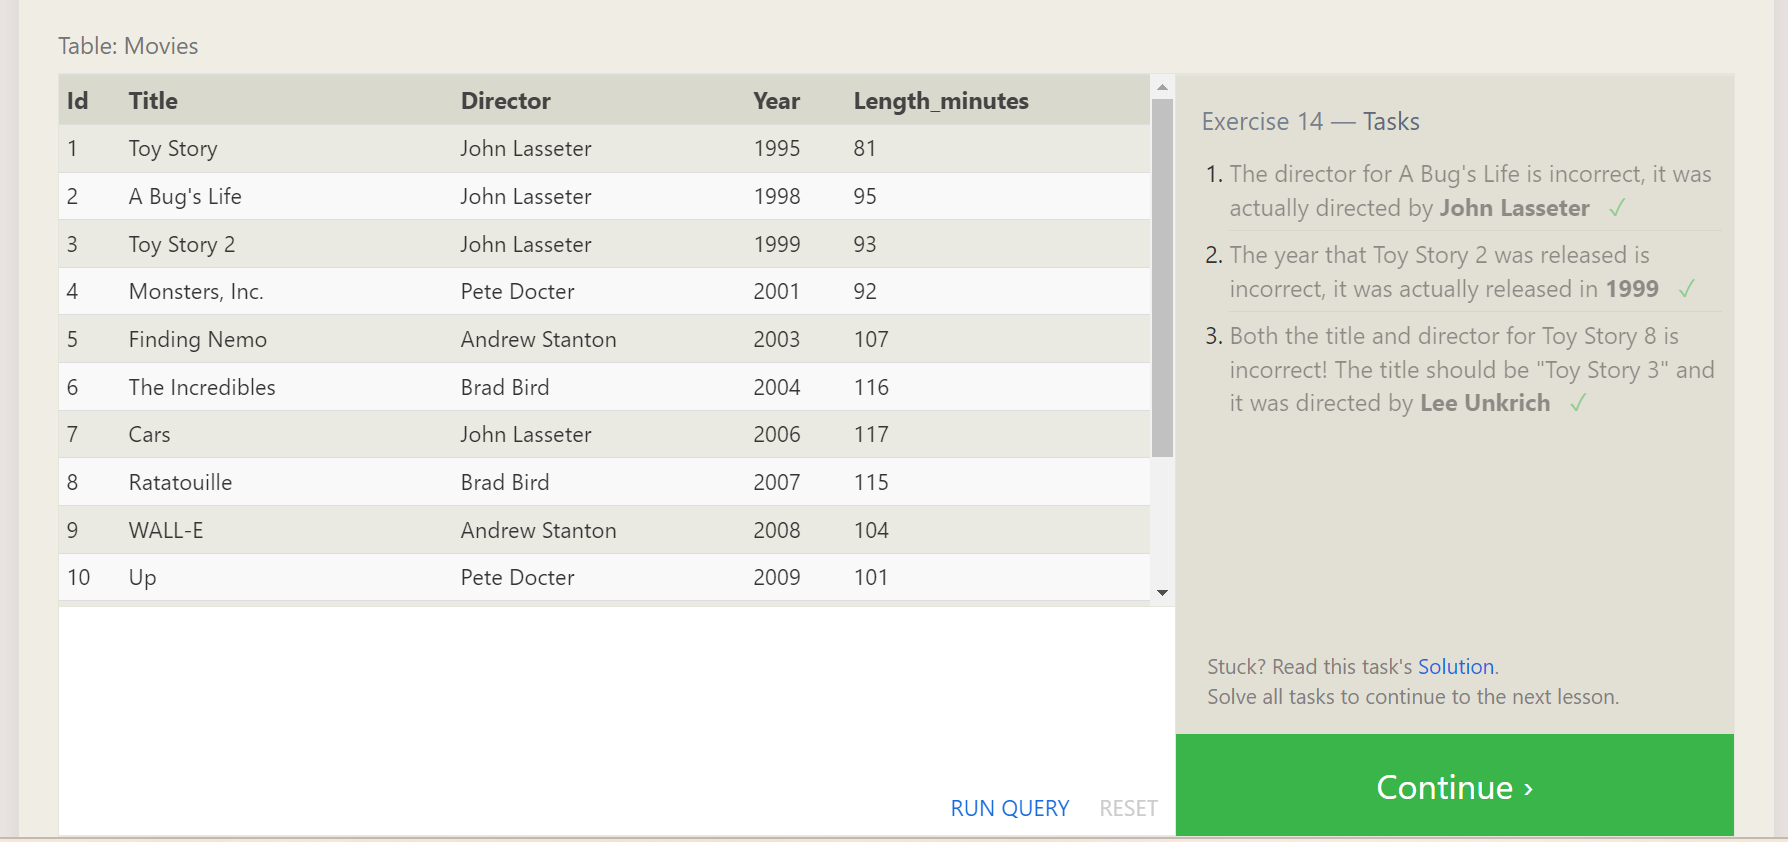 Table: Movies
Id Title Director Year Length_minutes
1 Toy Story John Lasseter 1995 81
2 A Bug's Life John Lasseter 1998 95
3 Toy Story 2 John Lasseter 1999 93
4 Monsters, Inc. Pete Docter 2001 92
5 Finding Nemo Andrew Stanton 2003 107
6 The Incredibles Brad Bird 2004 116
7 Cars John Lasseter 2006 117
8 Ratatouille Brad Bird 2007 115
9 WALL-E Andrew Stanton 2008 104
10 Up Pete Docter 2009 101
RUN QUERY RESET
Exercise 14 — Tasks
1. The director for A Bug's Life is incorrect, it was
actually directed by John Lasseter ✓
2. The year that Toy Story 2 was released is
incorrect, it was actually released in 1999 ✓
3. Both the title and director for Toy Story 8 is
incorrect! The title should be "Toy Story 3" and
it was directed by Lee Unkrich ✓
Stuck? Read this task's Solution.
Solve all tasks to continue to the next lesson.
Continue ›